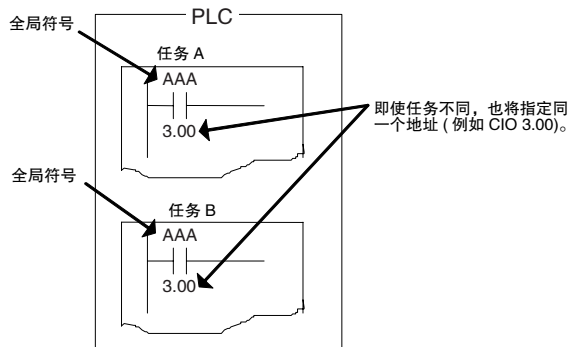 PLC
全局符号
任务 A
AAA
3.00
即使任务不同，也将指定同
一个地址 ( 例如 CIO 3.00)。
全局符号
任务 B
AAA
3.00